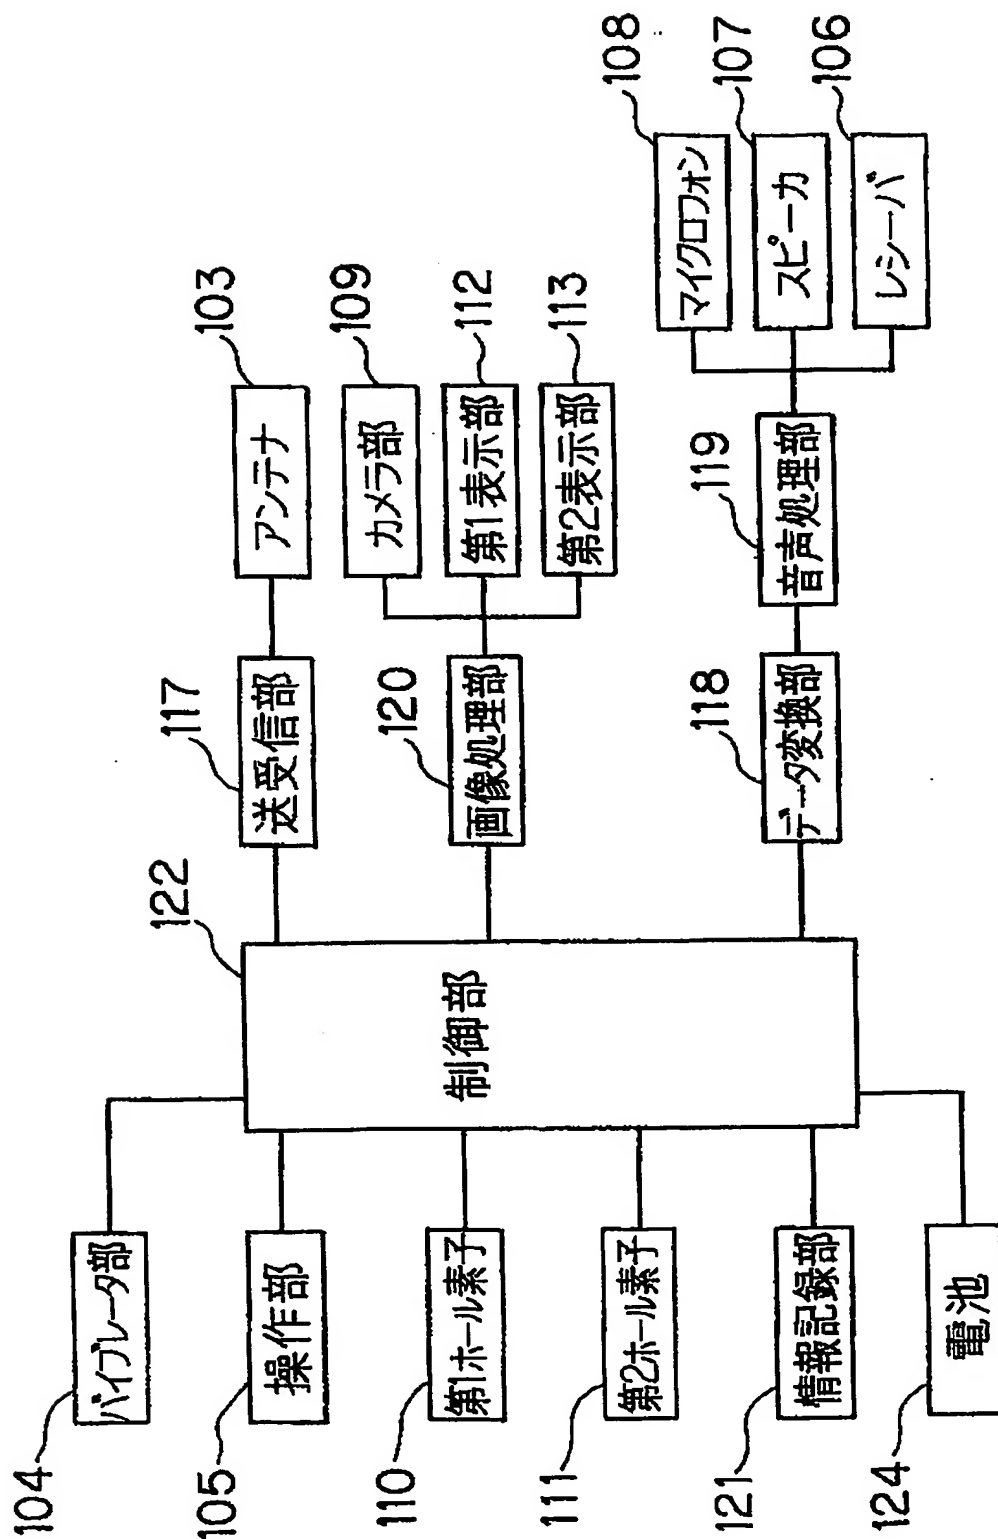 104
バイブレータ部
105
操作部
110
第1ホール素子
111
第2ホール素子
121
情報記録部
124
電池
122
制御部
117
送受信部
103
アンテナ
120
画像処理部
109
カメラ部
112
第1表示部
113
第2表示部
118
データ変換部
119
音声処理部
108
マイクロフォン
107
スピーカ
106
レシーバ